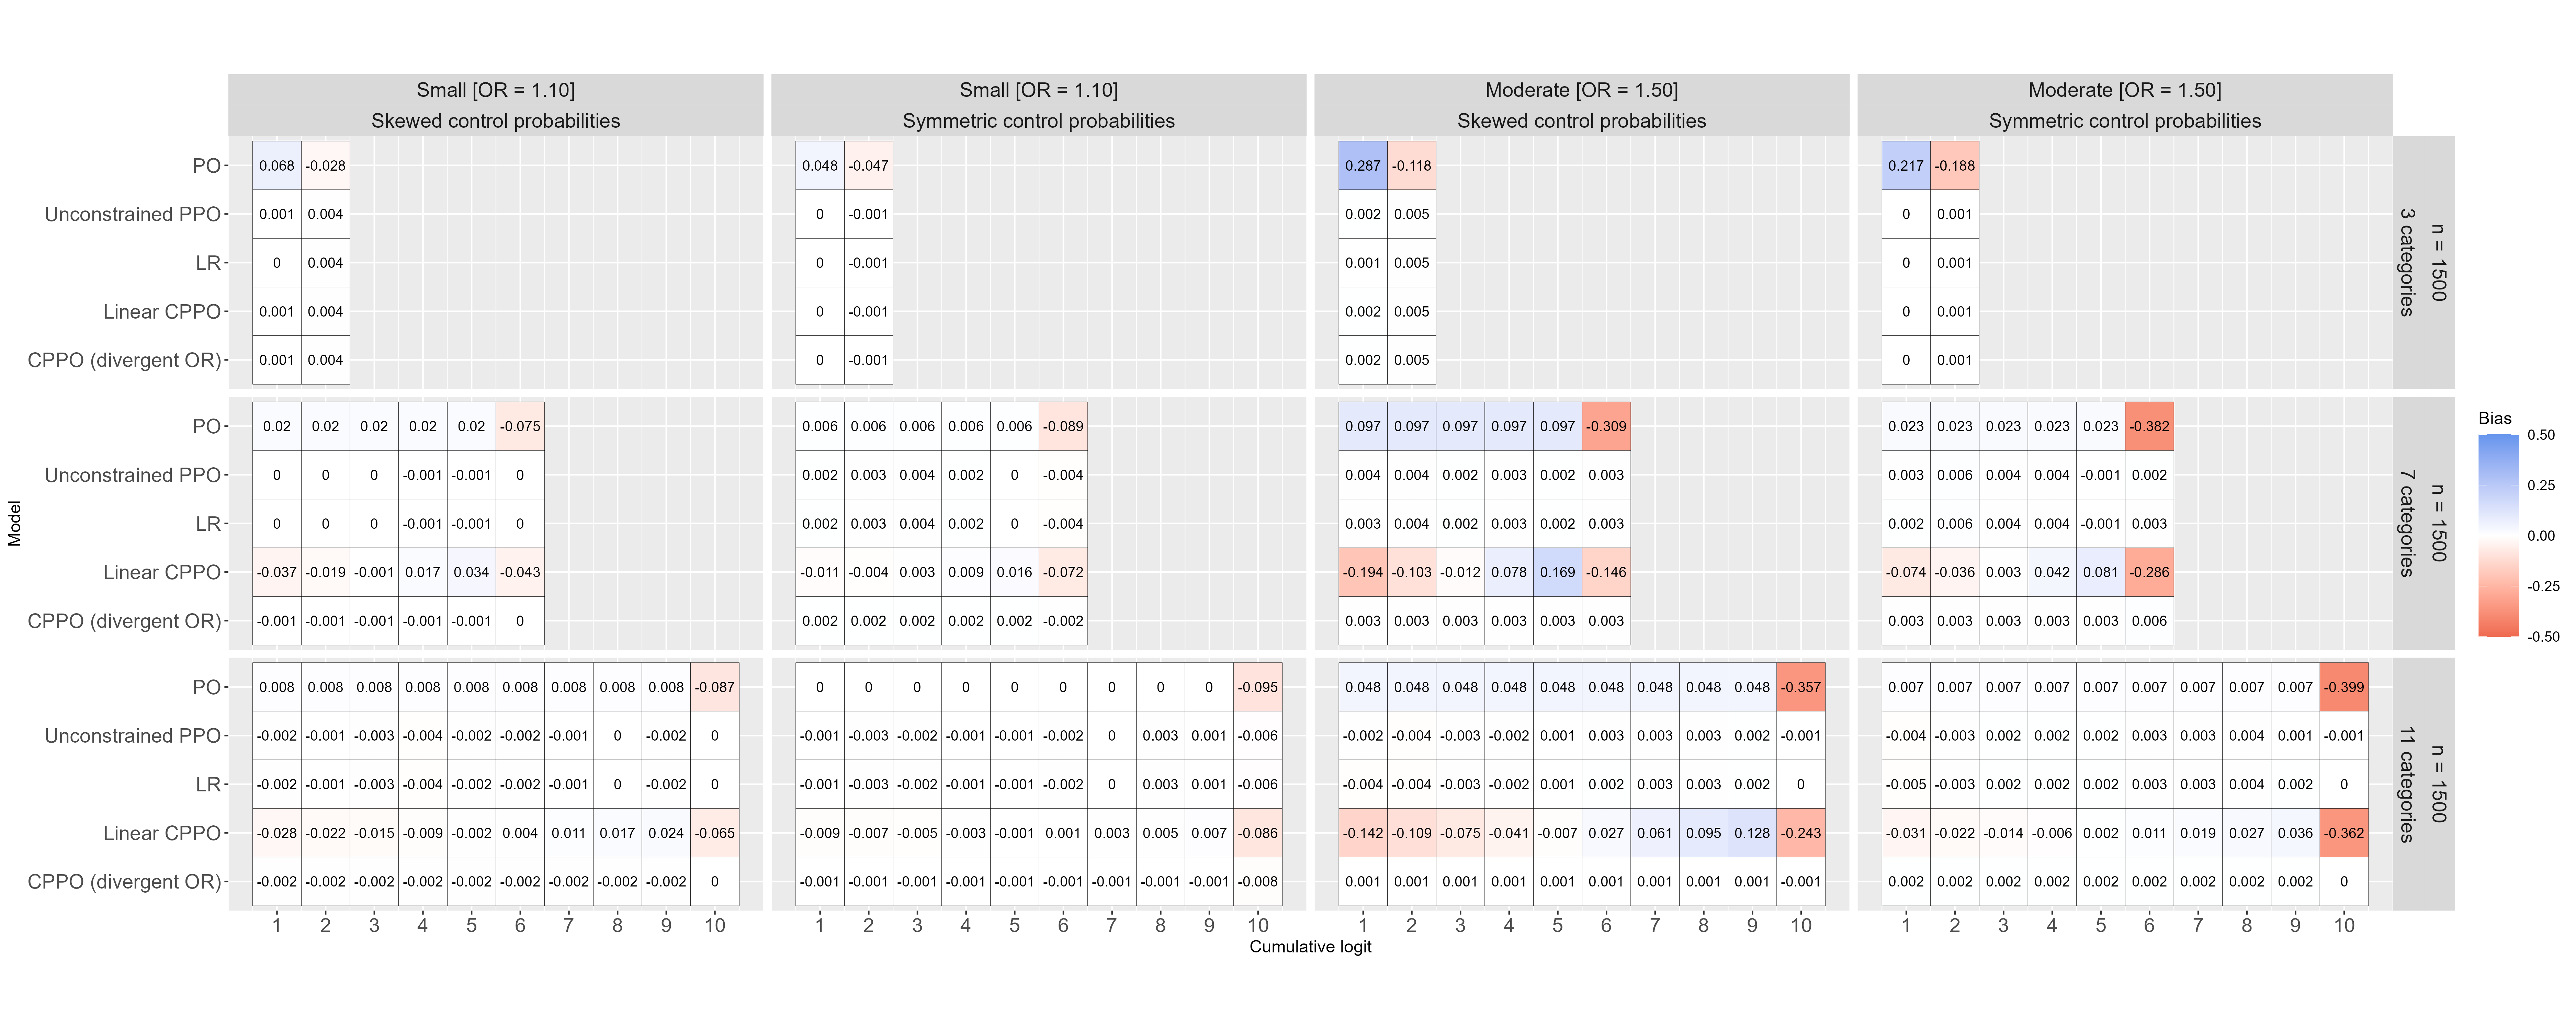 Small [OR = 1.10] Small [OR = 1.10] Moderate [OR = 1.50] Moderate [OR = 1.50]
Skewed control probabilities Symmetric control probabilities Skewed control probabilities Symmetric control probabilities
PO 0.068 -0.028 0.048 -0.047 0.287 -0.118 0.217 -0.188
Unconstrained PPO 0.001 0.004 0 -0.001 0.002 0.005 0 0.001
LR 0 0.004 0 -0.001 0.001 0.005 0 0.001
Linear CPPO 0.001 0.004 0 -0.001 0.002 0.005 0 0.001
CPPO (divergent OR) 0.001 0.004 0 -0.001 0.002 0.005 0 0.001
n = 1500
3 categories
PO 0.02 0.02 0.02 0.02 0.02 -0.075 0.006 0.006 0.006 0.006 0.006 -0.089 0.097 0.097 0.097 0.097 0.097 -0.309 0.023 0.023 0.023 0.023 0.023 -0.382
Unconstrained PPO 0 0 0 -0.001 -0.001 0 0.002 0.003 0.004 0.002 0 -0.004 0.004 0.004 0.002 0.003 0.002 0.003 0.003 0.006 0.004 0.004 -0.001 0.002
LR 0 0 0 -0.001 -0.001 0 0.002 0.003 0.004 0.002 0 -0.004 0.003 0.004 0.002 0.003 0.002 0.003 0.002 0.006 0.004 0.004 -0.001 0.003
Linear CPPO -0.037 -0.019 -0.001 0.017 0.034 -0.043 -0.011 -0.004 0.003 0.009 0.016 -0.072 -0.194 -0.103 -0.012 0.078 0.169 -0.146 -0.074 -0.036 0.003 0.042 0.081 -0.286
CPPO (divergent OR) -0.001 -0.001 -0.001 -0.001 -0.001 0 0.002 0.002 0.002 0.002 0.002 -0.002 0.003 0.003 0.003 0.003 0.003 0.003 0.003 0.003 0.003 0.003 0.003 0.006
n = 1500
7 categories
PO 0.008 0.008 0.008 0.008 0.008 0.008 0.008 0.008 0.008 -0.087 0 0 0 0 0 0 0 0 0 -0.095 0.048 0.048 0.048 0.048 0.048 0.048 0.048 0.048 0.048 -0.357 0.007 0.007 0.007 0.007 0.007 0.007 0.007 0.007 0.007 -0.399
Unconstrained PPO -0.002 -0.001 -0.003 -0.004 -0.002 -0.002 -0.001 0 -0.002 0 -0.001 -0.003 -0.002 -0.001 -0.001 -0.002 0 0.003 0.001 -0.006 -0.002 -0.004 -0.003 -0.002 0.001 0.003 0.003 0.003 0.002 -0.001 -0.004 -0.003 0.002 0.002 0.002 0.003 0.003 0.004 0.001 -0.001
LR -0.002 -0.001 -0.003 -0.004 -0.002 -0.002 -0.001 0 -0.002 0 -0.001 -0.003 -0.002 -0.001 -0.001 -0.002 0 0.003 0.001 -0.006 -0.004 -0.004 -0.003 -0.002 0.001 0.002 0.003 0.003 0.002 0 -0.005 -0.003 0.002 0.002 0.002 0.003 0.003 0.004 0.002 0
Linear CPPO -0.028 -0.022 -0.015 -0.009 -0.002 0.004 0.011 0.017 0.024 -0.065 -0.009 -0.007 -0.005 -0.003 -0.001 0.001 0.003 0.005 0.007 -0.086 -0.142 -0.109 -0.075 -0.041 -0.007 0.027 0.061 0.095 0.128 -0.243 -0.031 -0.022 -0.014 -0.006 0.002 0.011 0.019 0.027 0.036 -0.362
CPPO (divergent OR) -0.002 -0.002 -0.002 -0.002 -0.002 -0.002 -0.002 -0.002 -0.002 0 -0.001 -0.001 -0.001 -0.001 -0.001 -0.001 -0.001 -0.001 -0.001 -0.008 0.001 0.001 0.001 0.001 0.001 0.001 0.001 0.001 0.001 -0.001 0.002 0.002 0.002 0.002 0.002 0.002 0.002 0.002 0.002 0
n = 1500
11 categories
1 2 3 4 5 6 7 8 9 10 1 2 3 4 5 6 7 8 9 10 1 2 3 4 5 6 7 8 9 10 1 2 3 4 5 6 7 8 9 10
Cumulative logit
Model
Bias
0.50
0.25
0.00
-0.25
-0.50